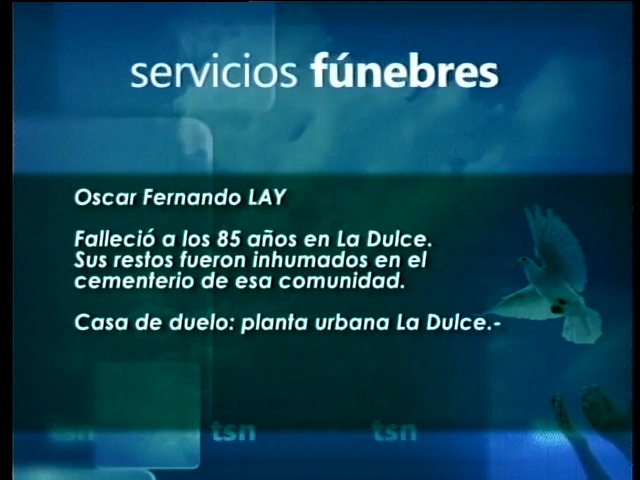 servicios fúnebres
Oscar Fernando LAY
Falleció a los 85 años en La Dulce.
Sus restos fueron inhumados en el
cementerio de esa comunidad.
Casa de duelo: planta urbana La Dulce.-
tsn tsn tsn